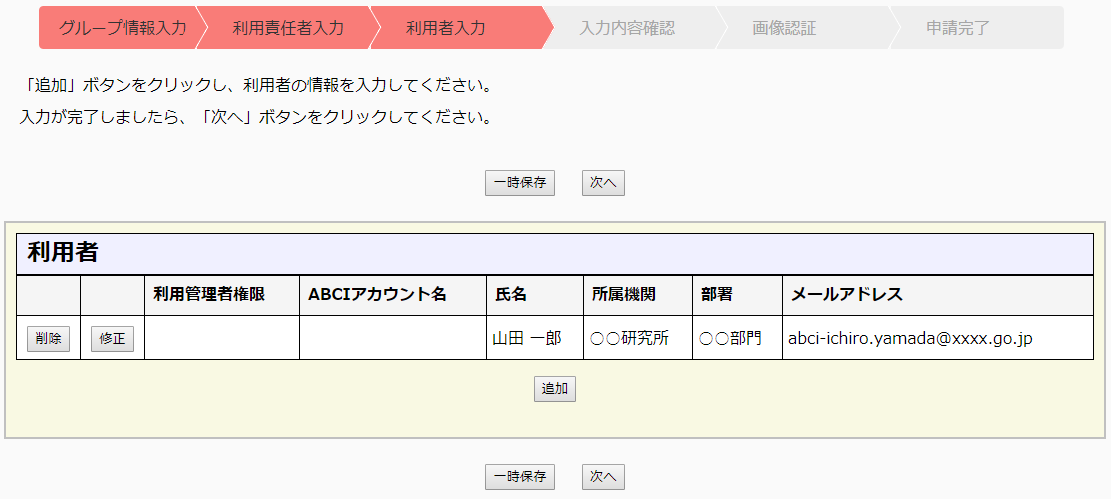 グループ情報入力 利用責任者入力 利用者入力 入力内容確認 画像認証 申請完了
「追加」ボタンをクリックし、利用者の情報を入力してください。
入力が完了しましたら、「次へ」ボタンをクリックしてください。
一時保存 次へ
利用者
利用管理者権限 ABCIアカウント名 氏名 所属機関 部署 メールアドレス
削除 修正 山田 一郎 〇〇研究所 〇〇部門 abci-ichiro.yamada@xxxx.go.jp
追加
一時保存 次へ